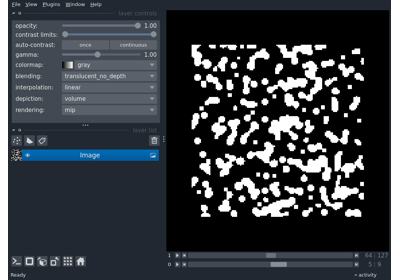 File View Plugins Window Help
layer controls
opacity: 1.00
contrast limits:
auto-contrast: once continuous
gamma: 1.00
colormap: gray
blending: translucent_no_depth
interpolation: linear
depiction: volume
rendering: mip
layer list
Image
1 64 127
0 5 9
Ready activity